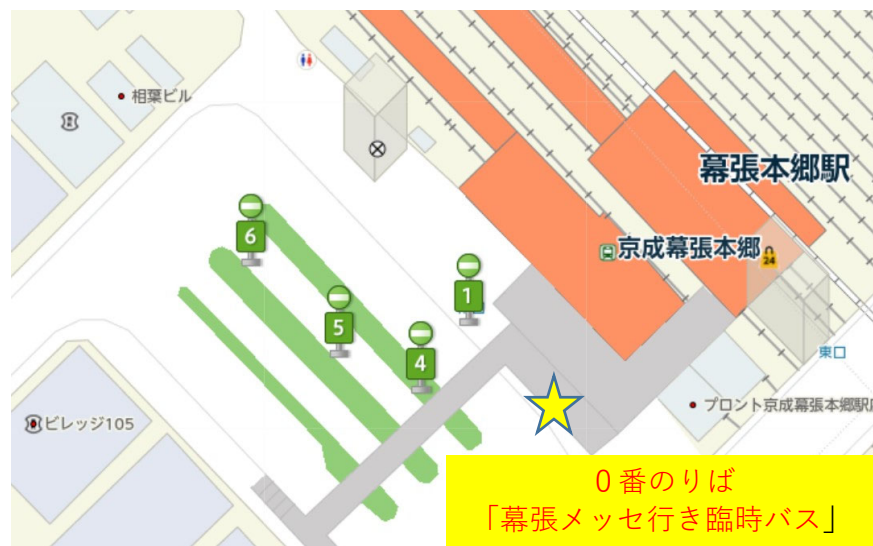 相葉ビル
幕張本郷駅
京成幕張本郷
24
6
1
5
4
東口
プロント京成幕張本郷駅
ビレッジ105
0番のりば
「幕張メッセ行き臨時バス」